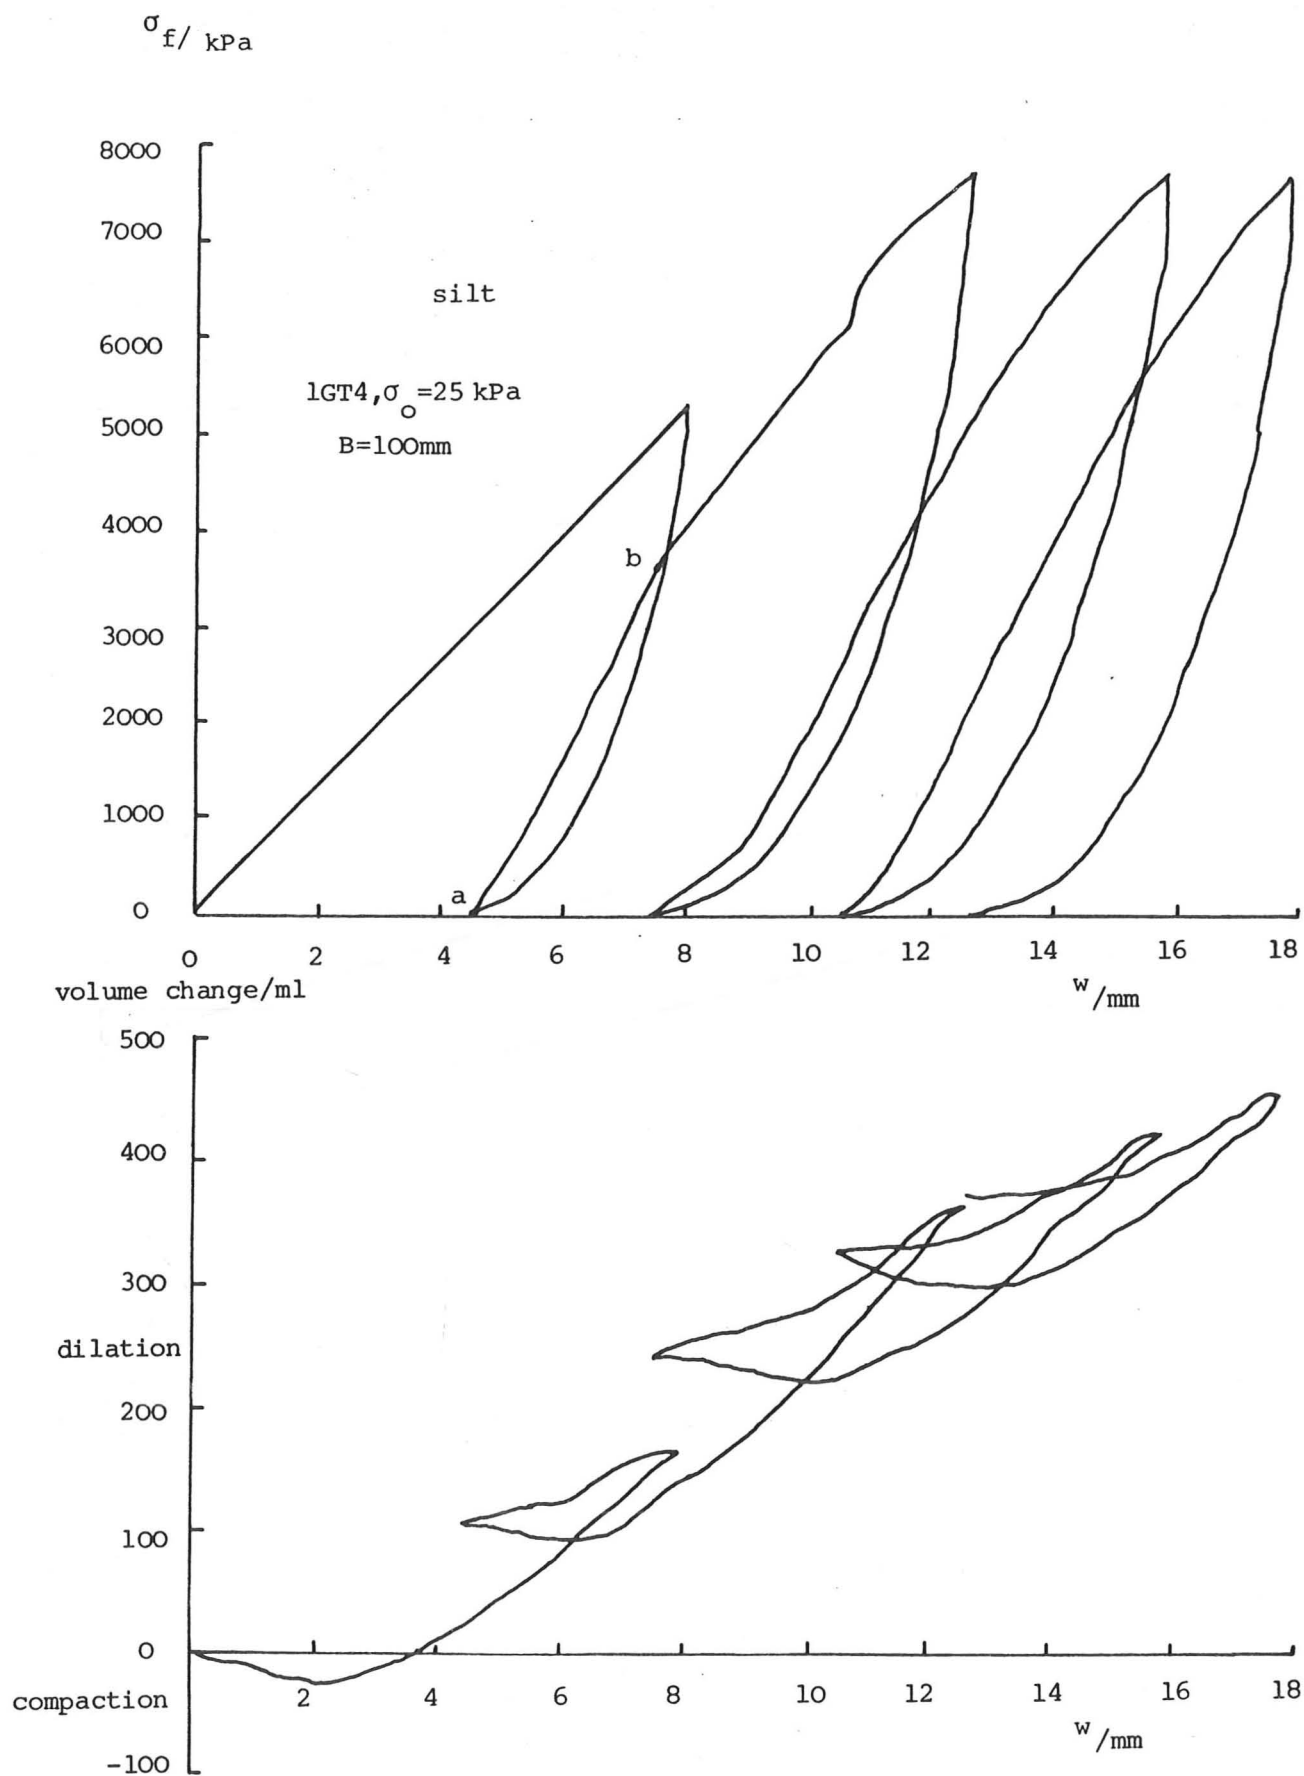 σf/ kPa
8000
7000
silt
6000
1GT4,σo=25 kPa
5000
B=100mm
4000
b
3000
2000
1000
a
0
0 2 4 6 8 10 12 14 16 18
volume change/ml
w/mm
500
400
300
dilation
200
100
0
compaction
2 4 6 8 10 12 14 16 18
w/mm
-100